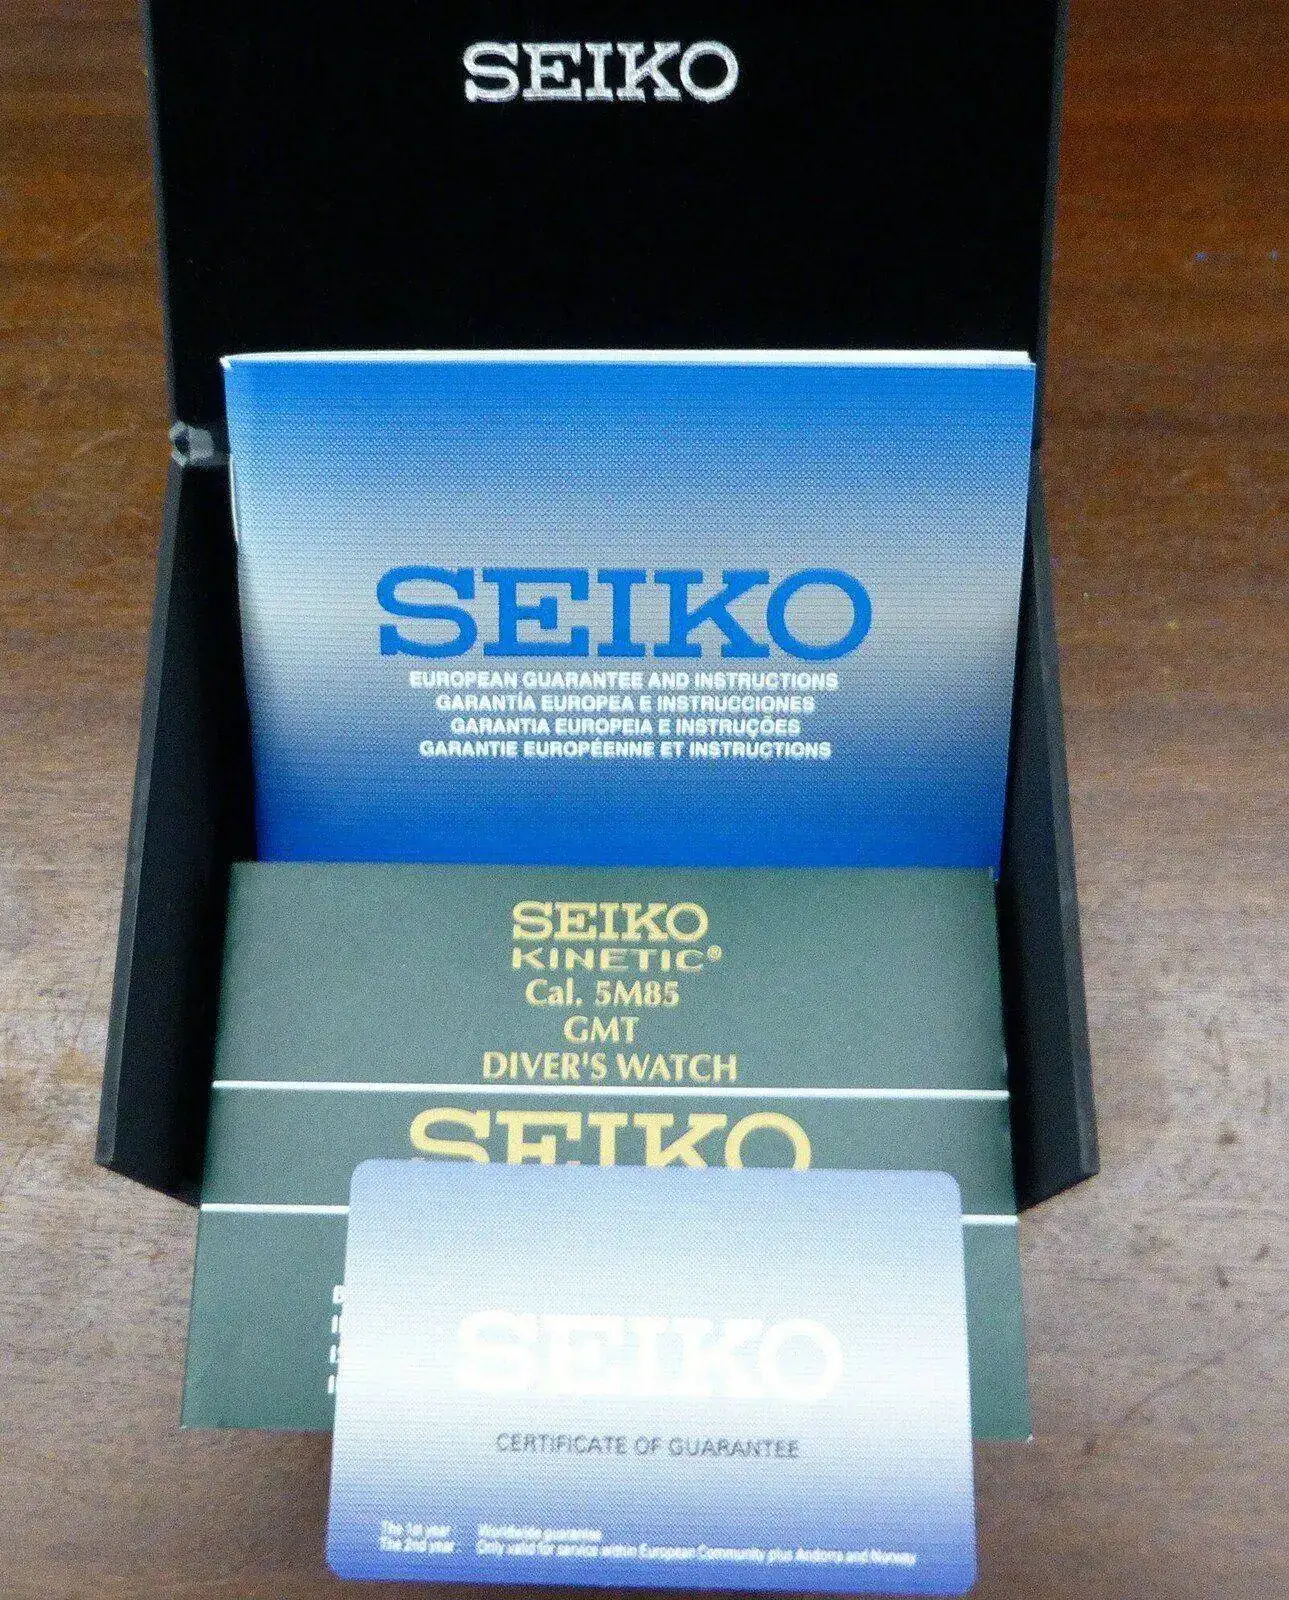 SEIKO
SEIKO
EUROPEAN GUARANTEE AND INSTRUCTIONS
GARANTÍA EUROPEA E INSTRUCCIONES
GARANTIA EUROPEIA E INSTRUÇÕES
GARANTIE EUROPÉENNE ET INSTRUCTIONS
SEIKO
KINETIC®
Cal. 5M85
GMT
DIVER'S WATCH
SEIKO
SEIKO
CERTIFICATE OF GUARANTEE
The 1st year Worldwide guarantee
The 2nd year Only valid for service within European Community plus Andorra and Norway